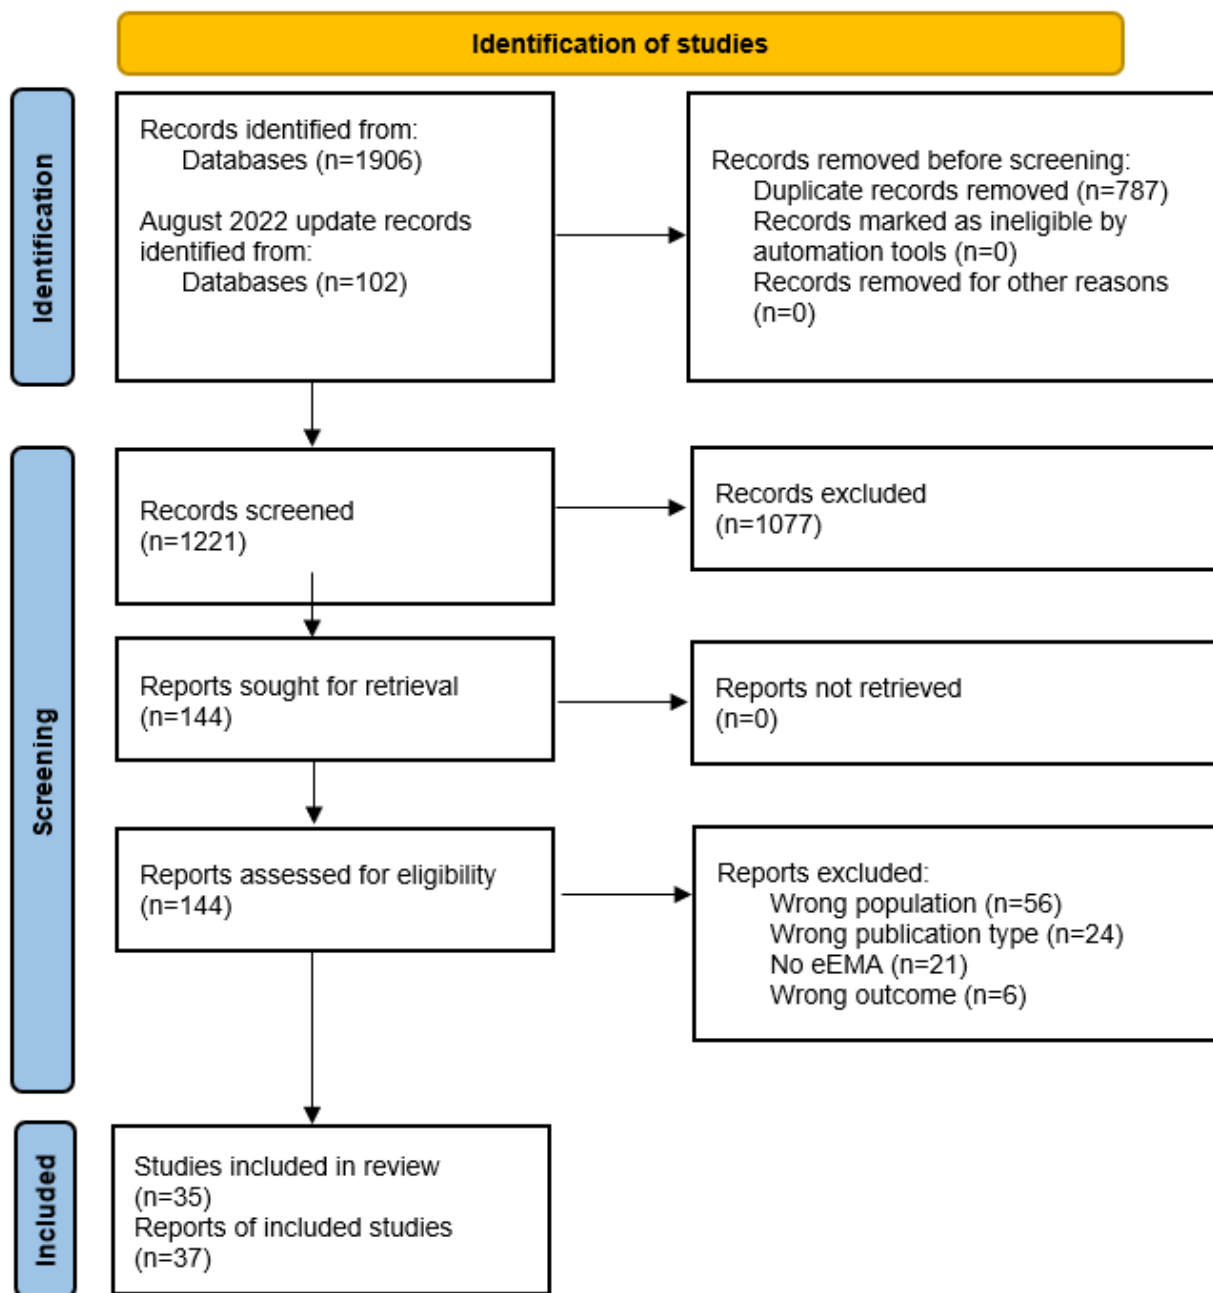 Identification of studies
Identification
Records identified from:
Databases (n=1906)
August 2022 update records
identified from:
Databases (n=102)
Records removed before screening:
Duplicate records removed (n=787)
Records marked as ineligible by
automation tools (n=0)
Records removed for other reasons
(n=0)
Screening
Records screened
(n=1221)
Records excluded
(n=1077)
Reports sought for retrieval
(n=144)
Reports not retrieved
(n=0)
Reports assessed for eligibility
(n=144)
Reports excluded:
Wrong population (n=56)
Wrong publication type (n=24)
No eEMA (n=21)
Wrong outcome (n=6)
Included
Studies included in review
(n=35)
Reports of included studies
(n=37)